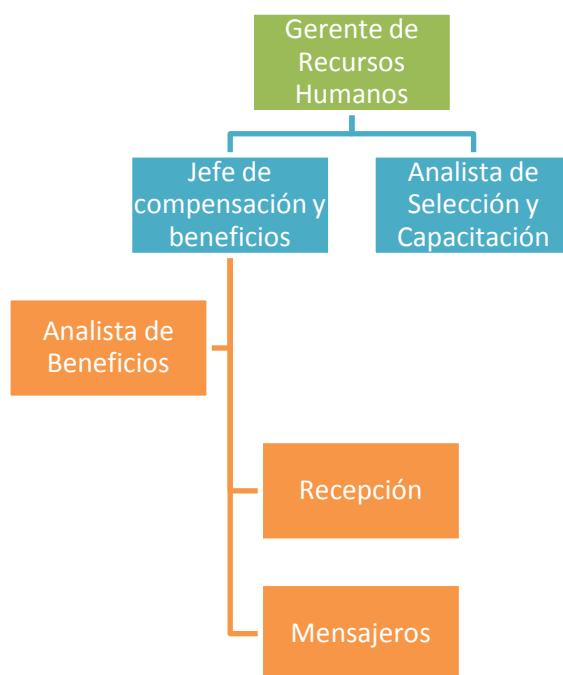 Gerente de
Recursos
Humanos
Jefe de
compensación y
beneficios
Analista de
Selección y
Capacitación
Analista de
Beneficios
Recepción
Mensajeros